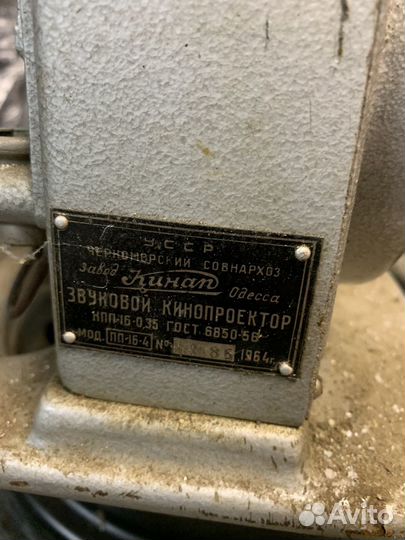 УССР
ЧЕРНОМОРСКИЙ СОВНАРХОЗ
Завод Кинап Одесса
ЗВУКОВОЙ КИНОПРОЕКТОР
КПП-16-0,35 ГОСТ 6850-56
МОД. ПП-16-4 № 1964г.
Avito